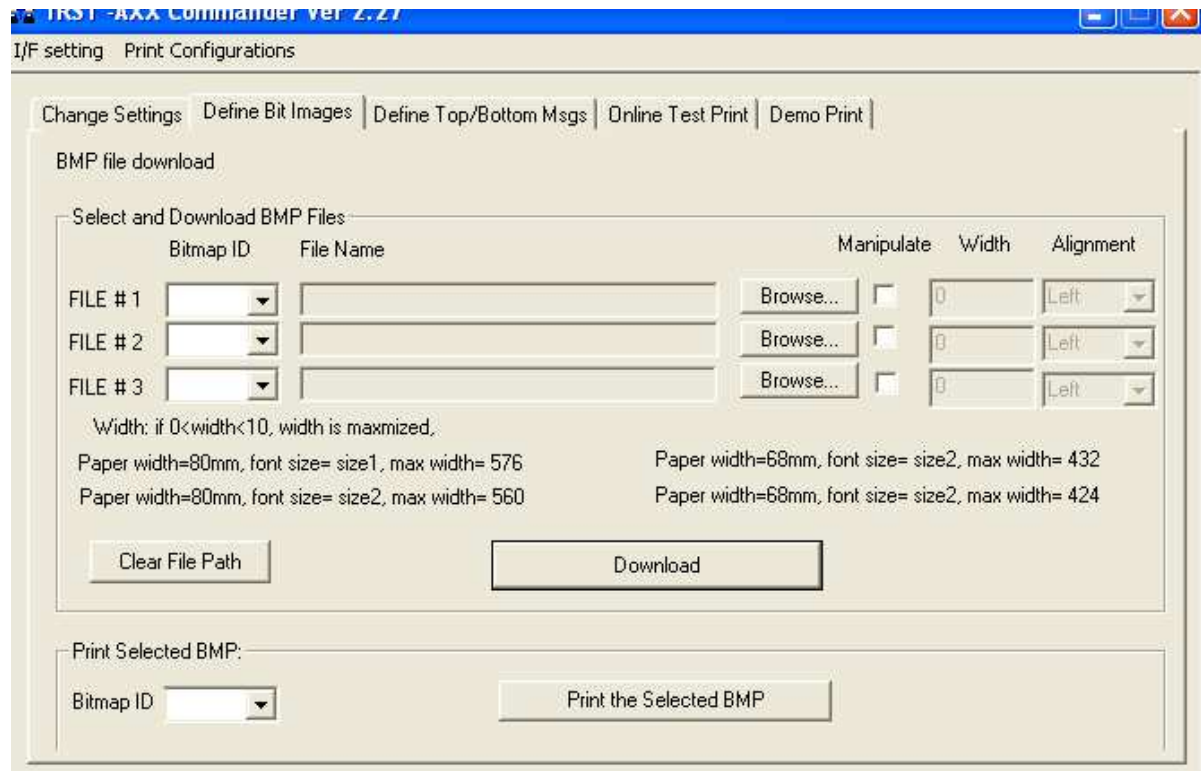 TRST-AXX Commander Ver 2.27
I/F setting Print Configurations
Change Settings Define Bit Images Define Top/Bottom Msgs Online Test Print Demo Print
BMP file download
Select and Download BMP Files
Bitmap ID File Name Manipulate Width Alignment
FILE # 1 Browse... 0 Left
FILE # 2 Browse... 0 Left
FILE # 3 Browse... 0 Left
Width: if 0<width<10, width is maxmized,
Paper width=80mm, font size= size1, max width= 576 Paper width=68mm, font size= size2, max width= 432
Paper width=80mm, font size= size2, max width= 560 Paper width=68mm, font size= size2, max width= 424
Clear File Path Download
Print Selected BMP:
Bitmap ID Print the Selected BMP